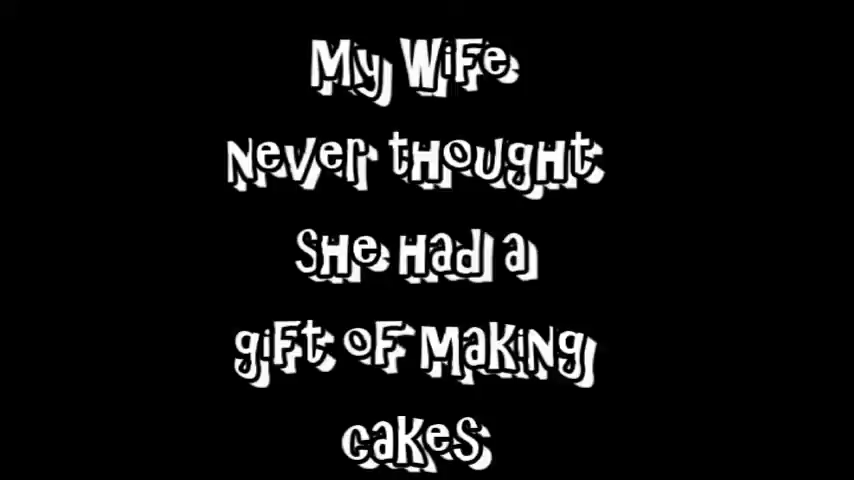 My Wife
Never thought
She Had a
gift of Making
cakes